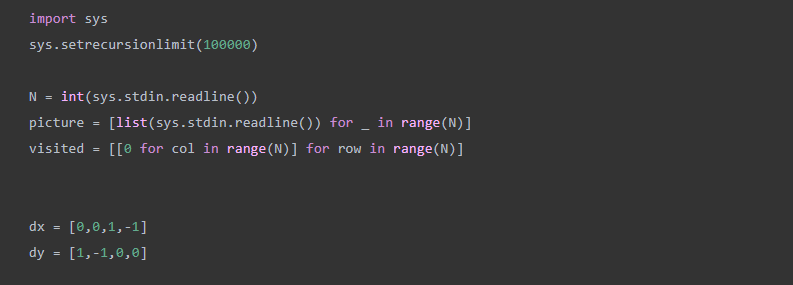 import sys
sys.setrecursionlimit(100000)
N = int(sys.stdin.readline())
picture = [list(sys.stdin.readline()) for _ in range(N)]
visited = [[0 for col in range(N)] for row in range(N)]
dx = [0,0,1,-1]
dy = [1,-1,0,0]